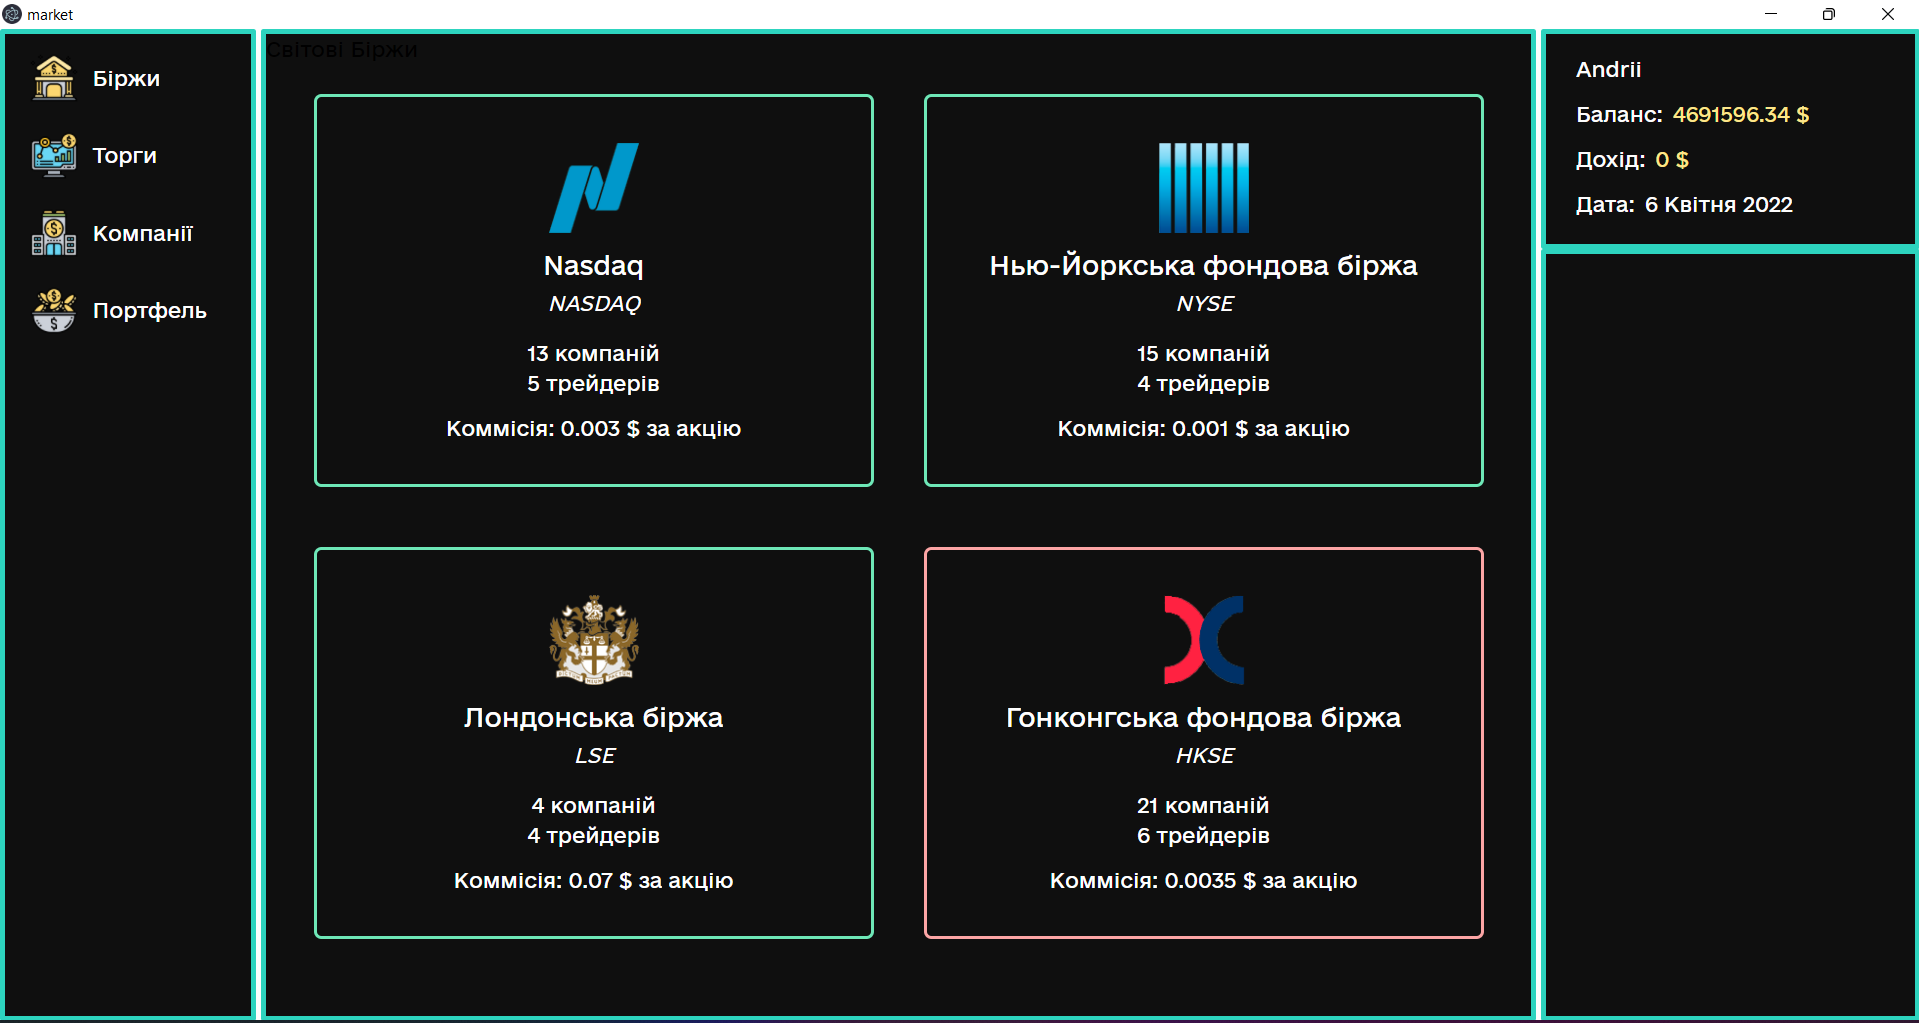 market
Біржи
Торги
Компанії
Портфель
Світові Біржи
Nasdaq
NASDAQ
13 компаній
5 трейдерів
Коммісія: 0.003 $ за акцію
Нью-Йоркська фондова біржа
NYSE
15 компаній
4 трейдерів
Коммісія: 0.001 $ за акцію
Лондонська біржа
LSE
4 компаній
4 трейдерів
Коммісія: 0.07 $ за акцію
Гонконгська фондова біржа
HKSE
21 компаній
6 трейдерів
Коммісія: 0.0035 $ за акцію
Andrii
Баланс: 4691596.34 $
Дохід: 0 $
Дата: 6 Квітня 2022